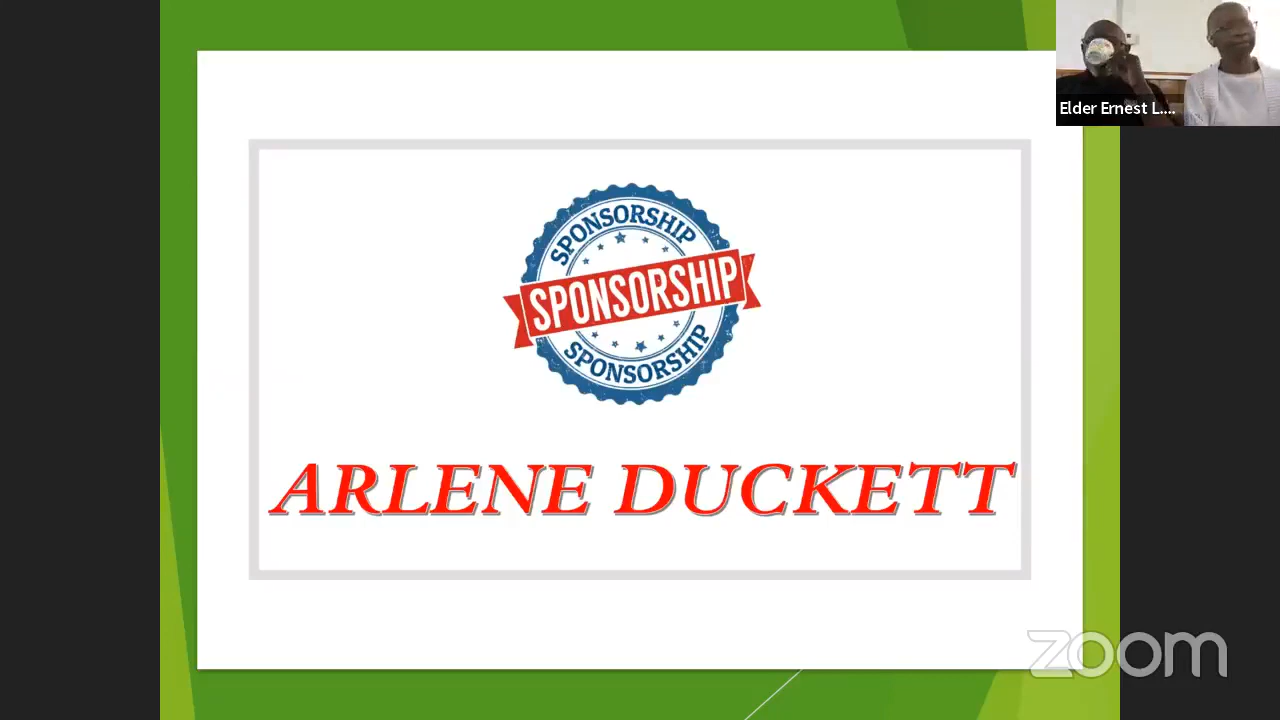 Elder Ernest L....
SPONSORSHIP
SPONSORSHIP
SPONSORSHIP
ARLENE DUCKETT
zoom